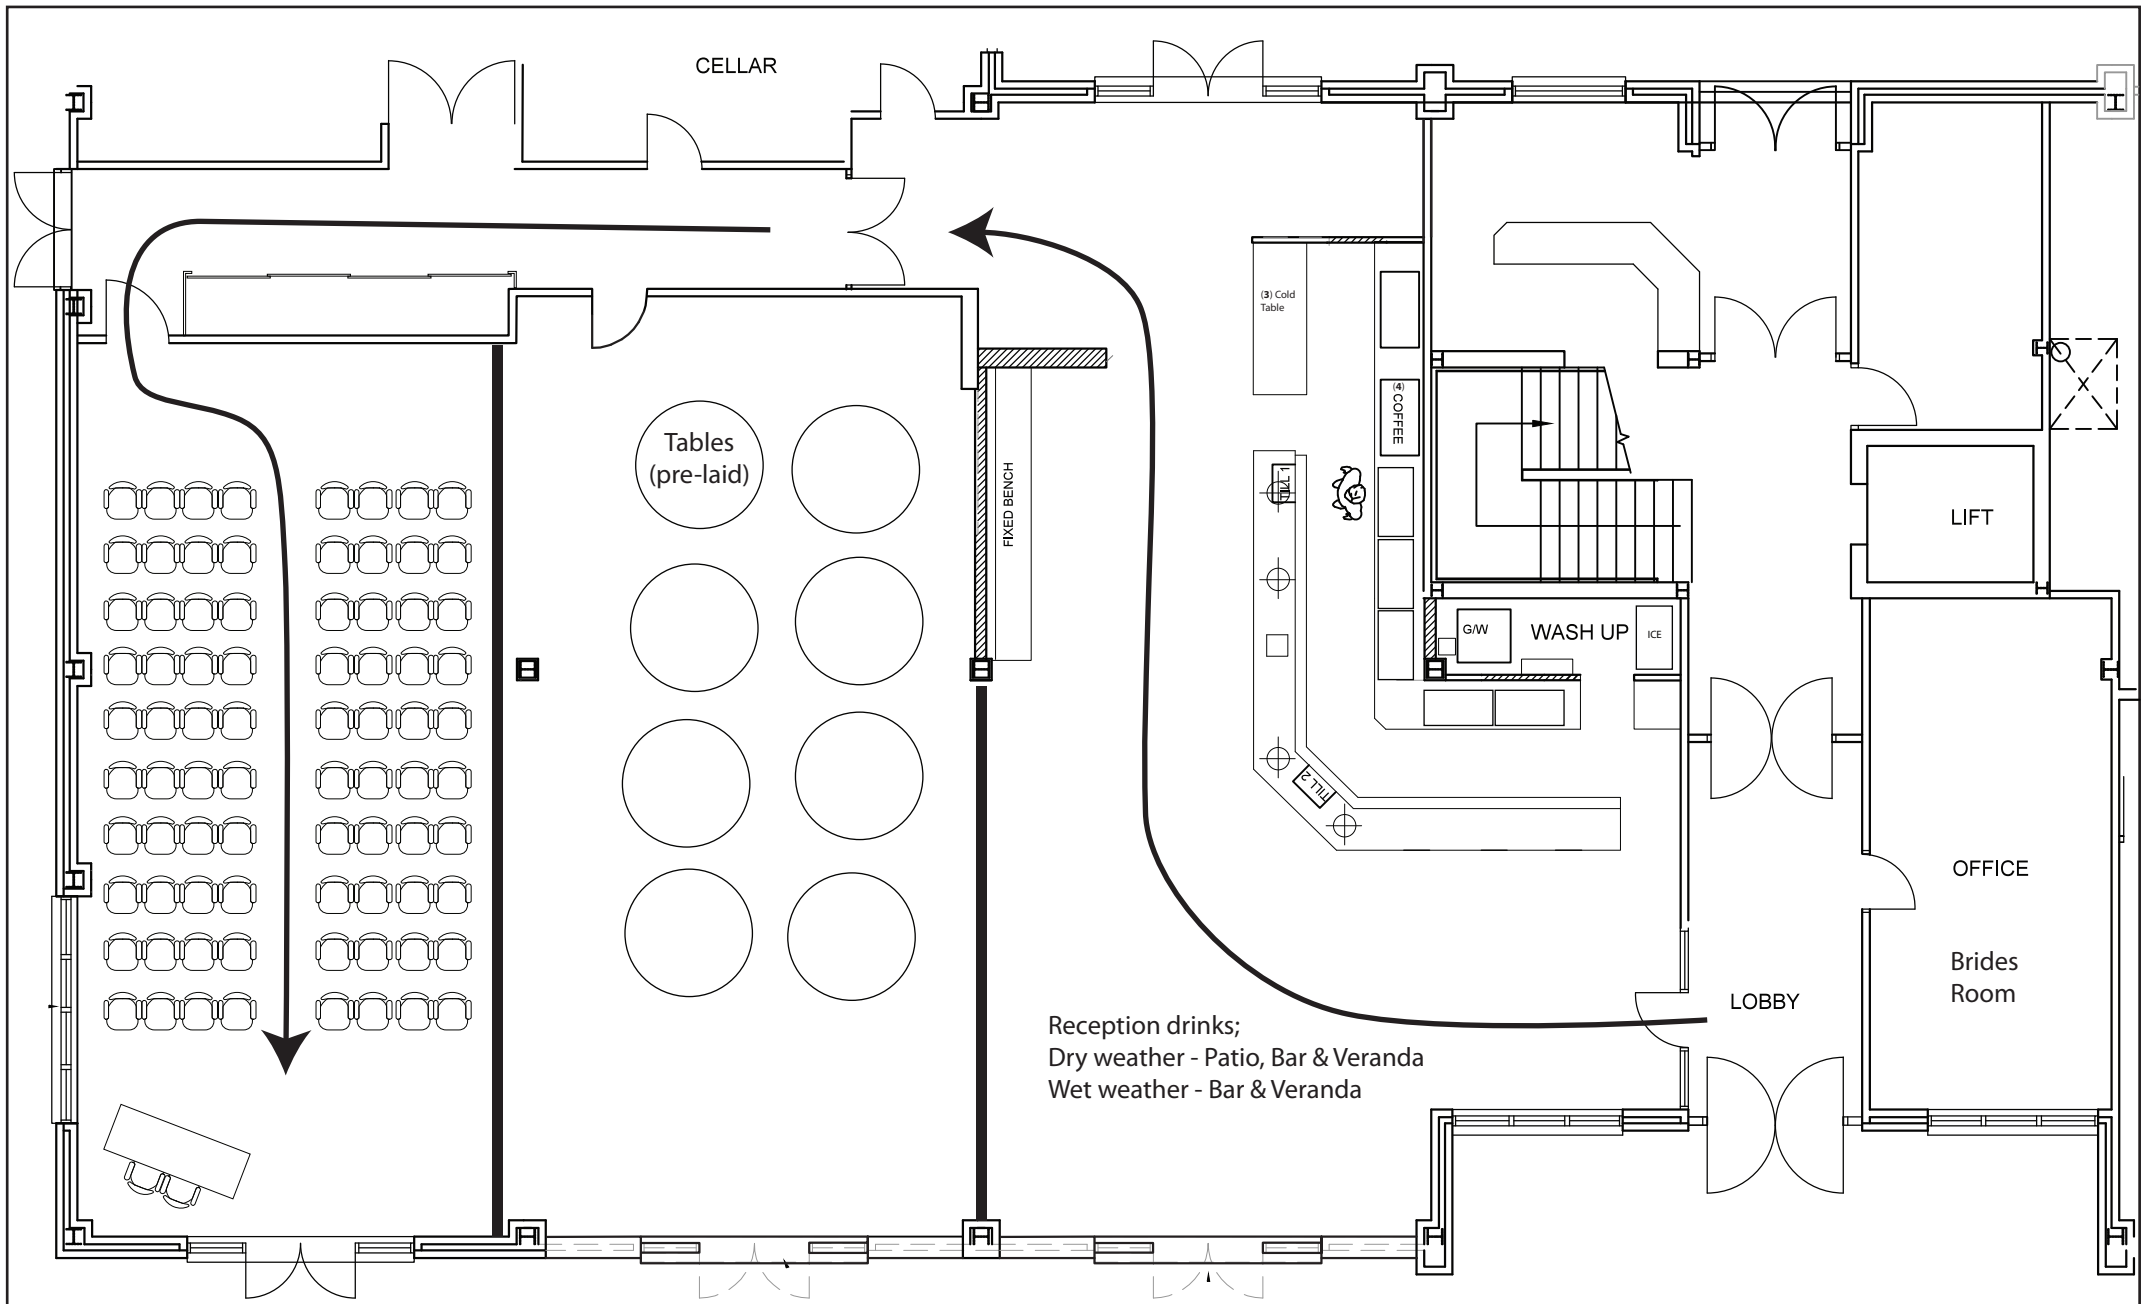 CELLAR
(3) Cold
Table
(4)
COFFEE
Tables
(pre-laid)
FIXED BENCH
TILL 1
LIFT
G/W
WASH UP
ICE
TILL 2
OFFICE
Brides
Room
LOBBY
Reception drinks;
Dry weather - Patio, Bar & Veranda
Wet weather - Bar & Veranda